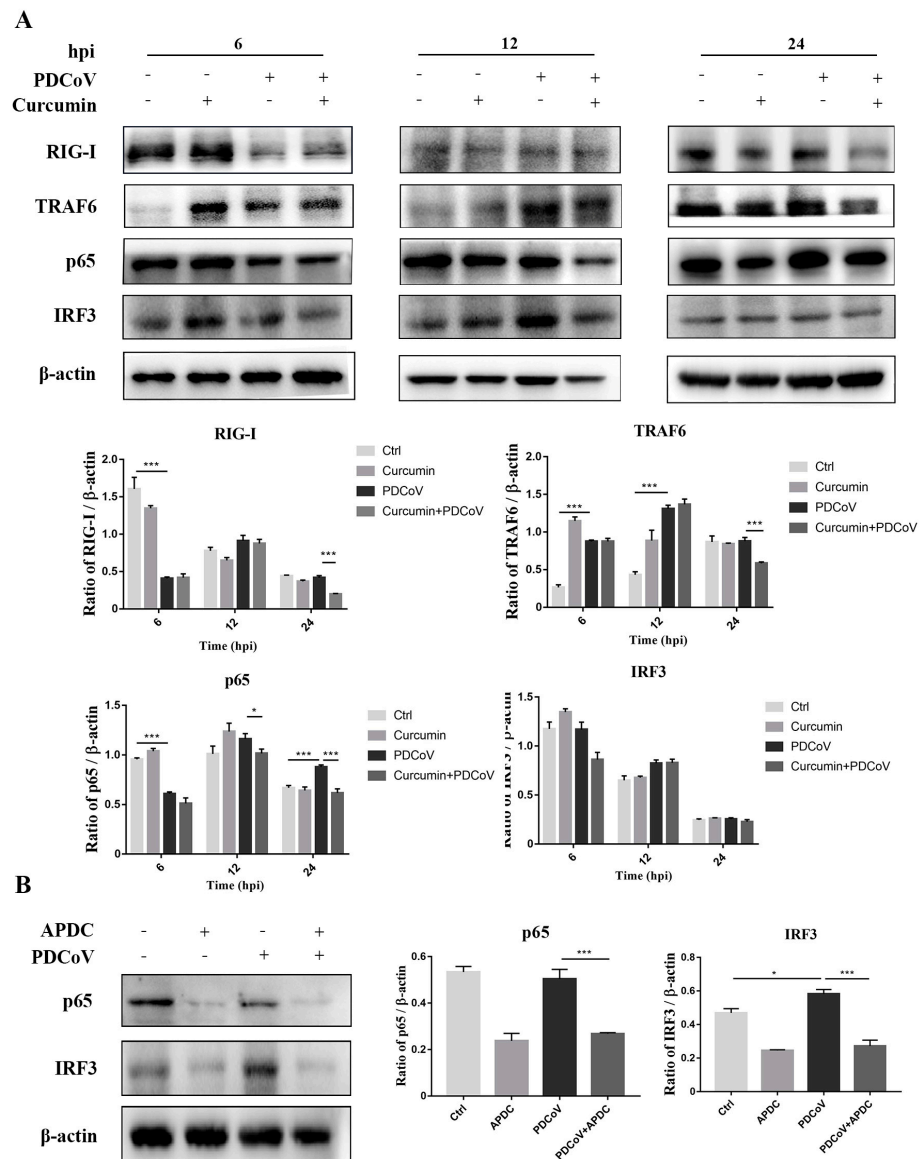 A
hpi 6 12 24
PDCoV - - + + - - + + - - + +
Curcumin - + - + - + - + - + - +
RIG-I
TRAF6
p65
IRF3
β-actin
RIG-I
Ratio of RIG-I / β-actin
2.0
1.5
1.0
0.5
0
***
***
6 12 24
Time (hpi)
Ctrl
Curcumin
PDCoV
Curcumin+PDCoV
TRAF6
Ratio of TRAF6 / β-actin
2.0
1.5
1.0
0.5
0
***
***
***
6 12 24
Time (hpi)
Ctrl
Curcumin
PDCoV
Curcumin+PDCoV
p65
Ratio of p65 / β-actin
1.5
1.0
0.5
0
***
*
*** ***
6 12 24
Time (hpi)
Ctrl
Curcumin
PDCoV
Curcumin+PDCoV
IRF3
of IRF3 / β-actin
1.5
1.0
0.5
0
6 12 24
Time (hpi)
Ctrl
Curcumin
PDCoV
Curcumin+PDCoV
B
APDC - + - +
PDCoV - - + +
p65
IRF3
β-actin
p65
Ratio of p65 / β-actin
0.6
0.4
0.2
0
***
Ctrl APDC PDCoV PDCoV+APDC
IRF3
Ratio of IRF3 / β-actin
0.8
0.6
0.4
0.2
0
* ***
Ctrl APDC PDCoV PDCoV+APDC